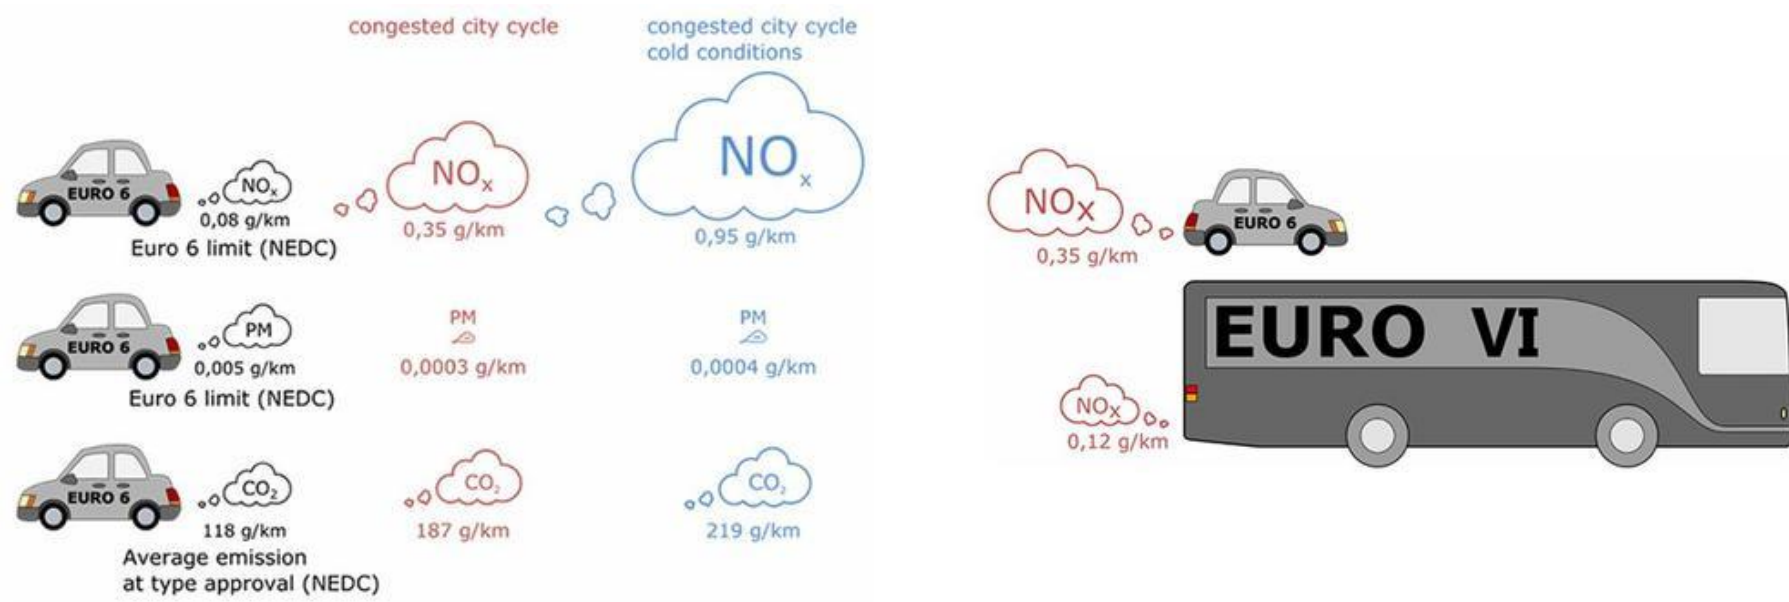 congested city cycle
congested city cycle
cold conditions
EURO 6
NOx
0,08 g/km
Euro 6 limit (NEDC)
NOx
0,35 g/km
NOx
0,95 g/km
EURO 6
PM
0,005 g/km
Euro 6 limit (NEDC)
PM
0,0003 g/km
PM
0,0004 g/km
EURO 6
CO2
118 g/km
Average emission
at type approval (NEDC)
CO2
187 g/km
CO2
219 g/km
NOx
0,35 g/km
EURO 6
EURO VI
NOx
0,12 g/km